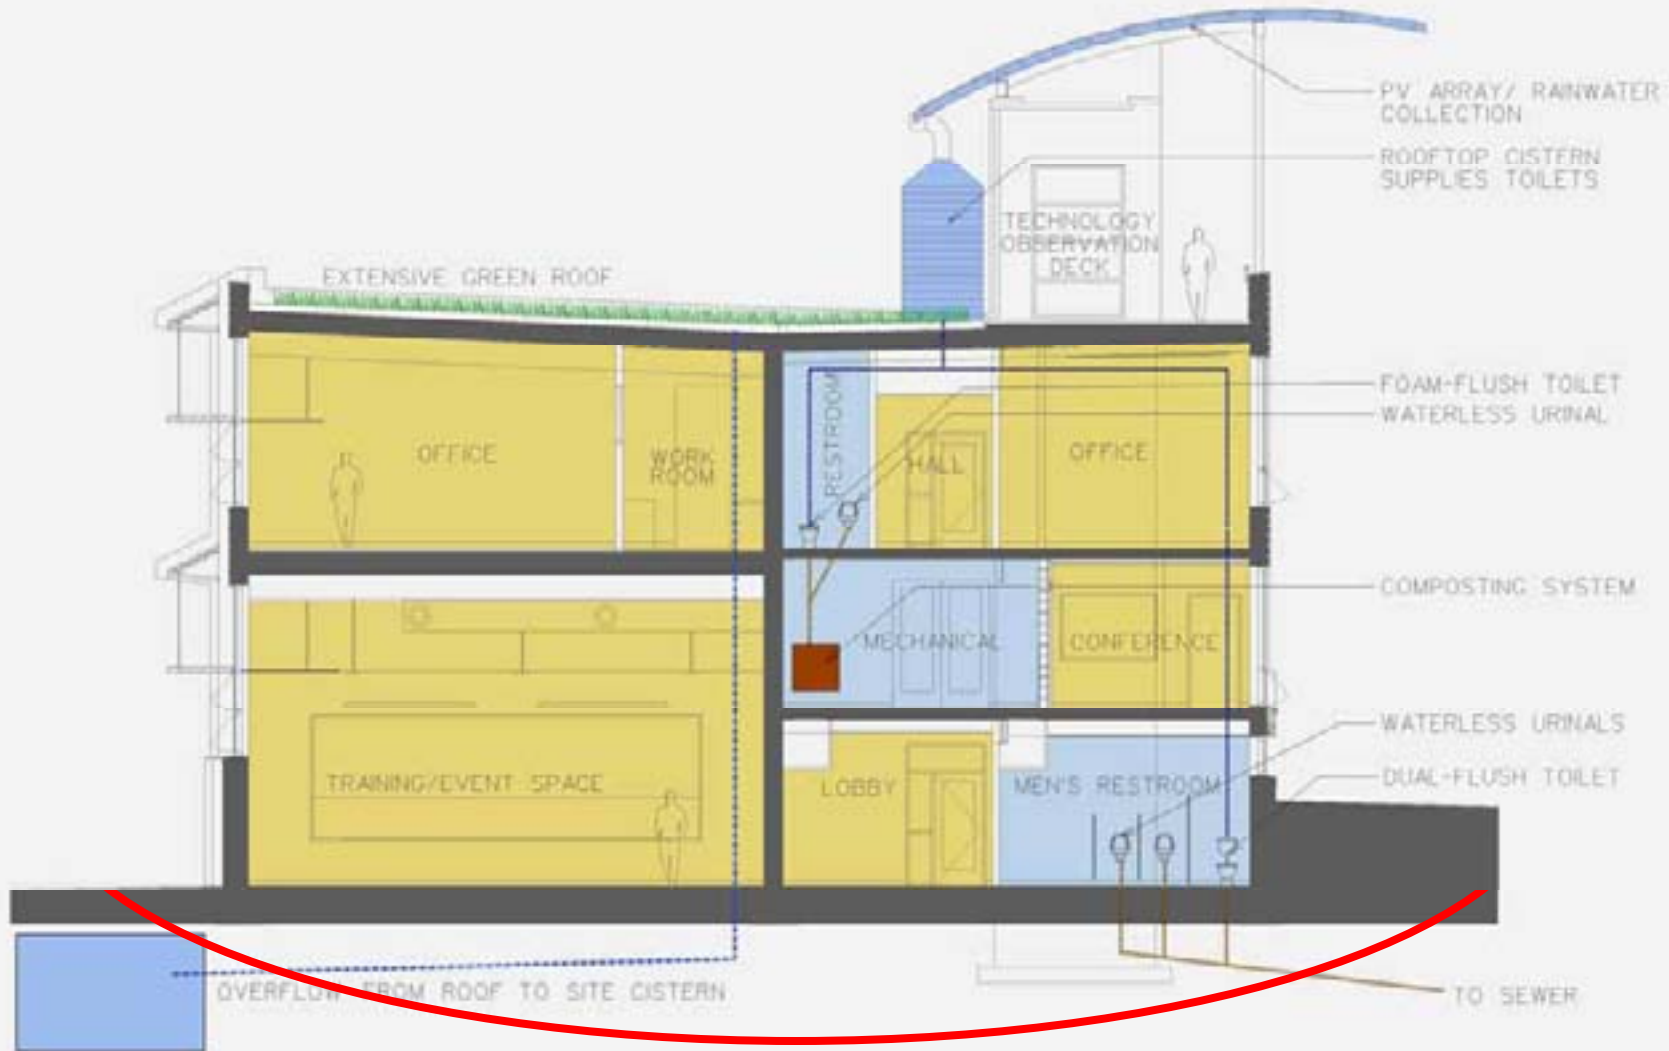 PV ARRAY/ RAINWATER
COLLECTION
ROOFTOP CISTERN
SUPPLIES TOILETS
TECHNOLOGY
OBSERVATION
DECK
EXTENSIVE GREEN ROOF
FOAM-FLUSH TOILET
WATERLESS URINAL
OFFICE
WORK
ROOM
RESTROOM
HALL
OFFICE
COMPOSTING SYSTEM
MECHANICAL
CONFERENCE
WATERLESS URINALS
DUAL-FLUSH TOILET
TRAINING/EVENT SPACE
LOBBY
MEN'S RESTROOM
OVERFLOW FROM ROOF TO SITE CISTERN
TO SEWER